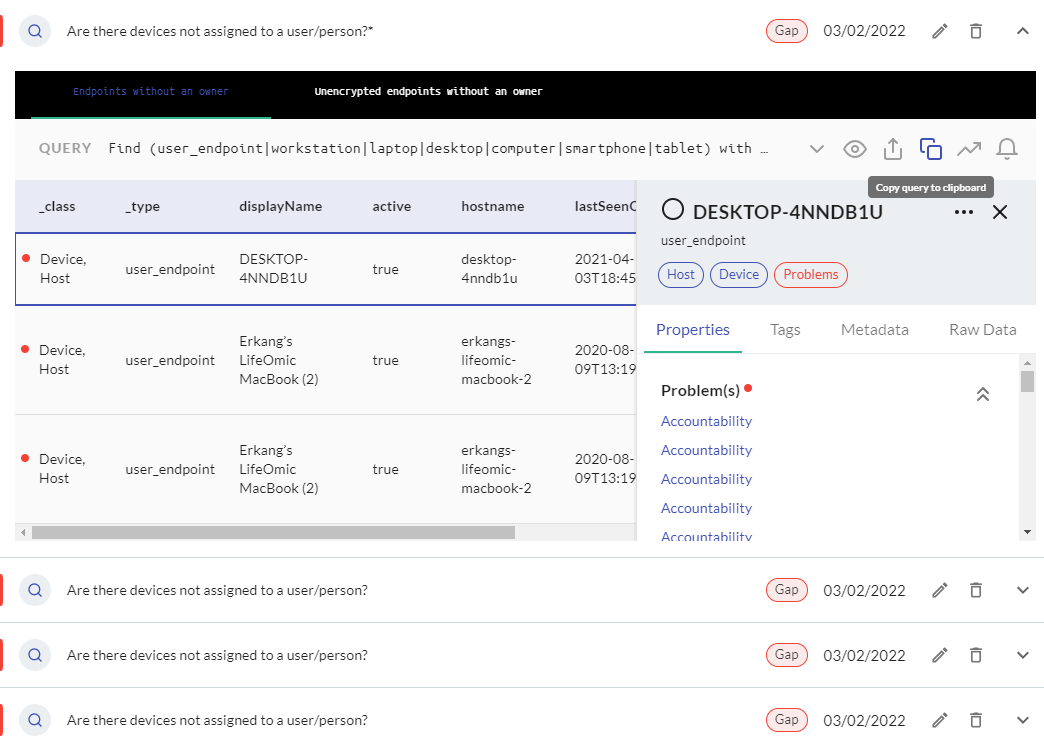 Are there devices not assigned to a user/person?*
Gap
03/02/2022
Endpoints without an owner
Unencrypted endpoints without an owner
QUERY
Find (user_endpoint|workstation|laptop|desktop|computer|smartphone|tablet) with …
Copy query to clipboard
_class
_type
displayName
active
hostname
lastSeenO
Device,
Host
user_endpoint
DESKTOP-
4NNDB1U
true
desktop-
4nndb1u
2021-04-
03T18:45
Device,
Host
user_endpoint
Erkang's
LifeOmic
MacBook (2)
true
erkangs-
lifeomic-
macbook-2
2020-08-
09T13:19
Device,
Host
user_endpoint
Erkang's
LifeOmic
MacBook (2)
true
erkangs-
lifeomic-
macbook-2
2020-08-
09T13:19
DESKTOP-4NNDB1U
user_endpoint
Host
Device
Problems
Properties
Tags
Metadata
Raw Data
Problem(s)
Accountability
Accountability
Accountability
Accountability
Accountability
Are there devices not assigned to a user/person?
Gap
03/02/2022
Are there devices not assigned to a user/person?
Gap
03/02/2022
Are there devices not assigned to a user/person?
Gap
03/02/2022